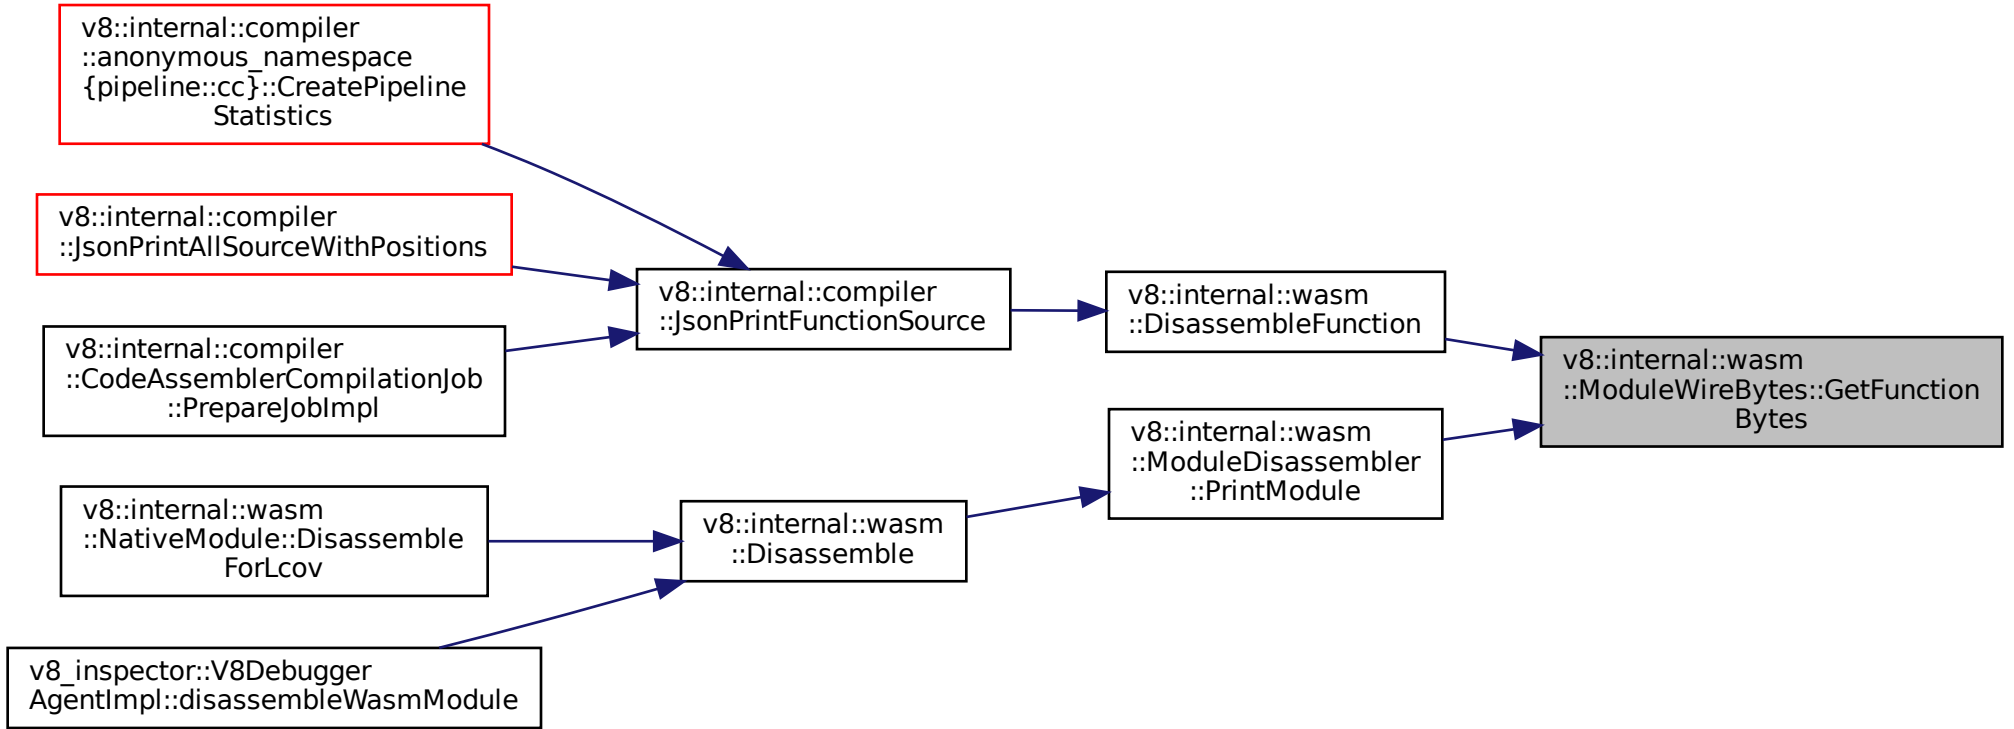 v8::internal::compiler
::anonymous_namespace
{pipeline::cc}::CreatePipeline
Statistics
v8::internal::compiler
::JsonPrintAllSourceWithPositions
v8::internal::compiler
::CodeAssemblerCompilationJob
::PrepareJobImpl
v8::internal::wasm
::NativeModule::Disassemble
ForLcov
v8_inspector::V8Debugger
AgentImpl::disassembleWasmModule
v8::internal::compiler
::JsonPrintFunctionSource
v8::internal::wasm
::Disassemble
v8::internal::wasm
::DisassembleFunction
v8::internal::wasm
::ModuleDisassembler
::PrintModule
v8::internal::wasm
::ModuleWireBytes::GetFunction
Bytes